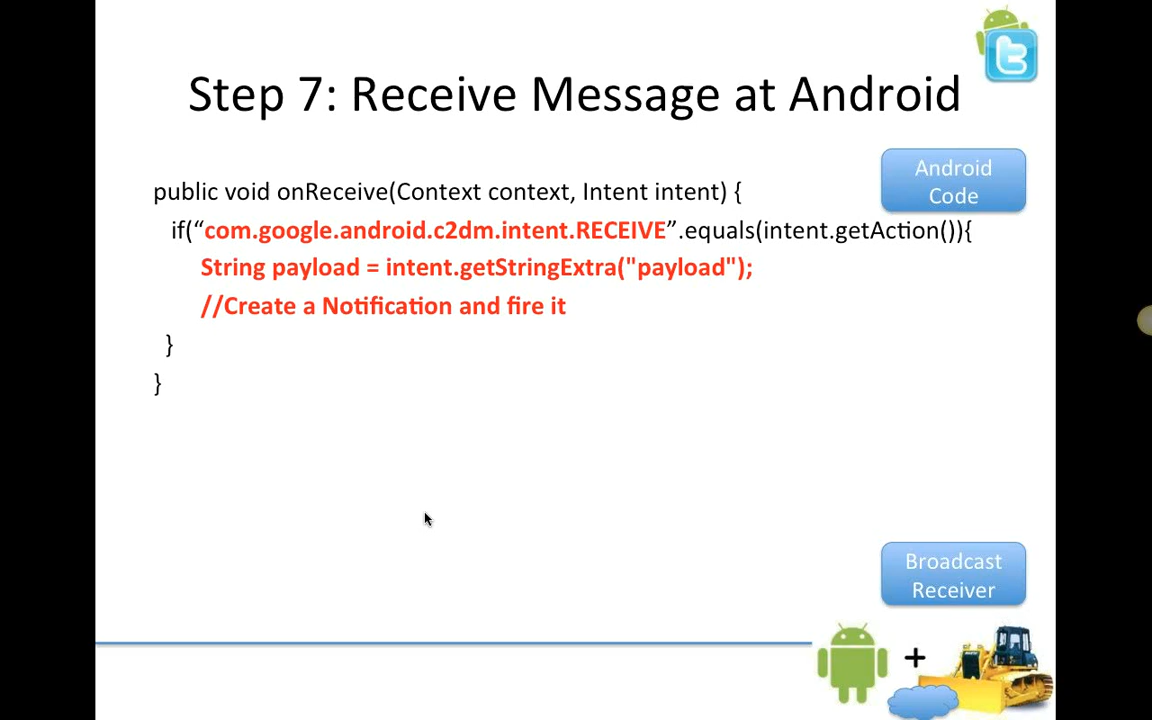 Step 7: Receive Message at Android
Android
Code
public void onReceive(Context context, Intent intent) {
if(“com.google.android.c2dm.intent.RECEIVE”.equals(intent.getAction()){
String payload = intent.getStringExtra("payload");
//Create a Notification and fire it
}
}
Broadcast
Receiver
+